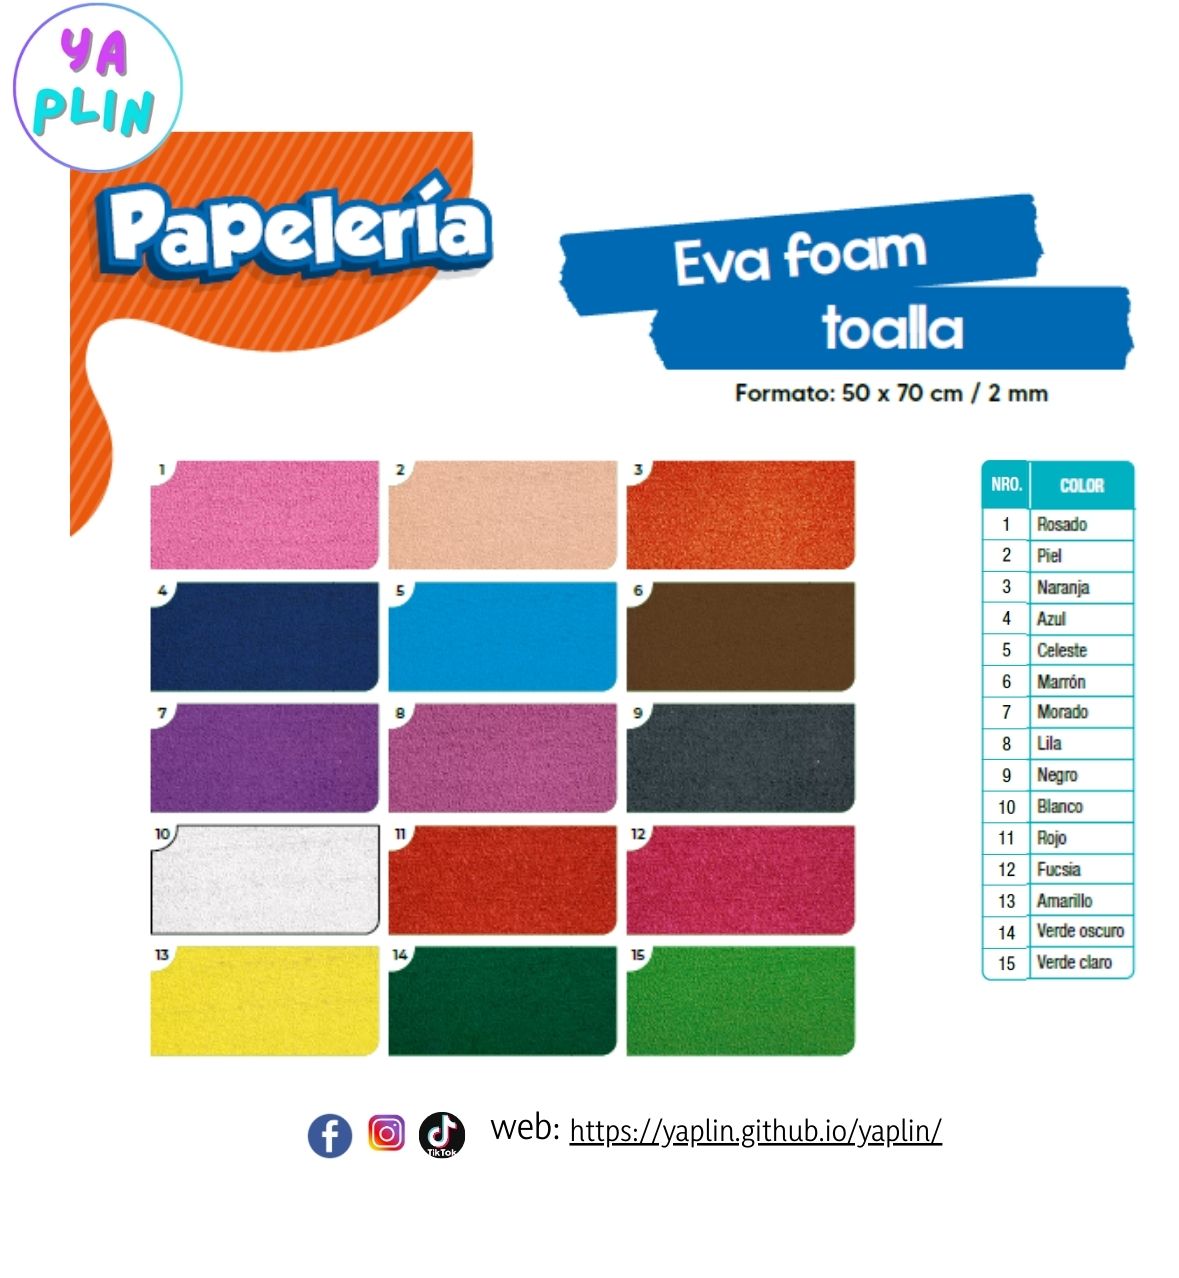 YA
PLIN
Papelería
Eva foam
toalla
Formato: 50 x 70 cm / 2 mm
1
2
3
4
5
6
7
8
9
10
11
12
13
14
15
NRO. COLOR
1 Rosado
2 Piel
3 Naranja
4 Azul
5 Celeste
6 Marrón
7 Morado
8 Lila
9 Negro
10 Blanco
11 Rojo
12 Fucsia
13 Amarillo
14 Verde oscuro
15 Verde claro
TikTok
web: https://yaplin.github.io/yaplin/